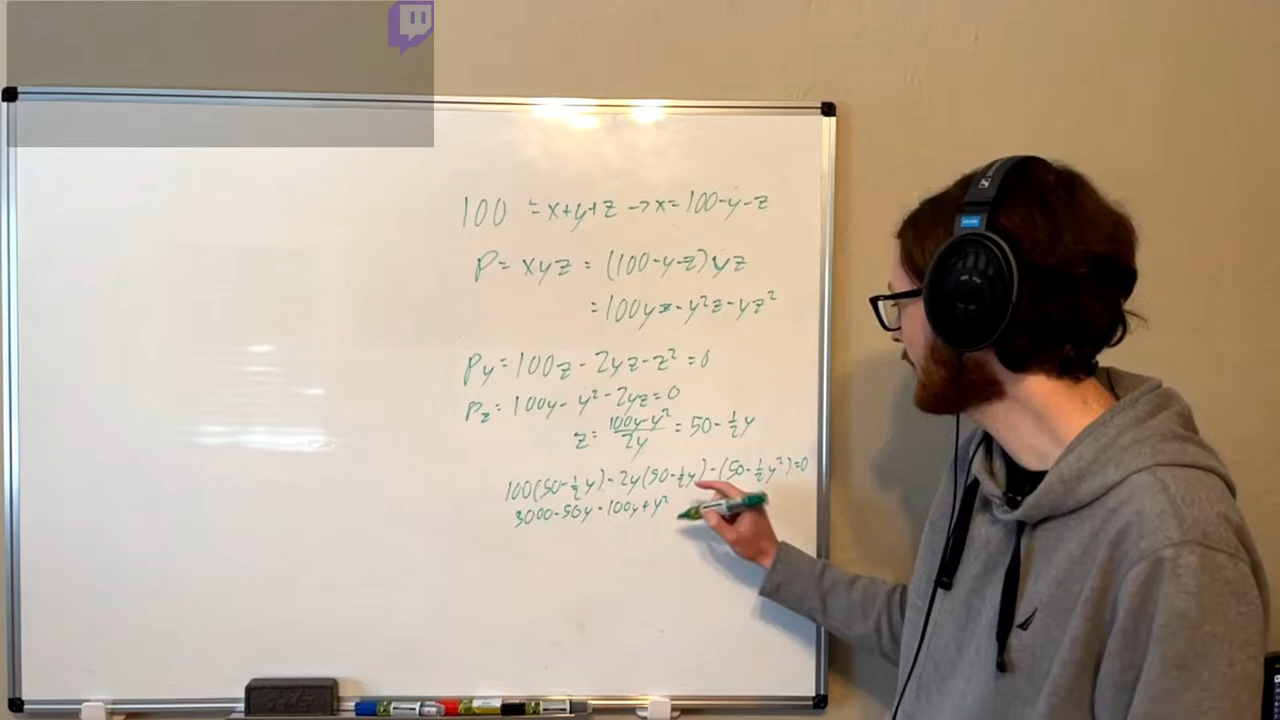 100 = x+y+z → x = 100-y-z
P = xyz = (100-y-z)yz
= 100yz - y²z - yz²
Py = 100z - 2yz - z² = 0
Pz = 100y - y² - 2yz = 0
z = (100y-y²)/2y = 50 - ½y
100(50-½y) - 2y(50-½y) - (50-½y²) = 0
5000-50y-100y+y²